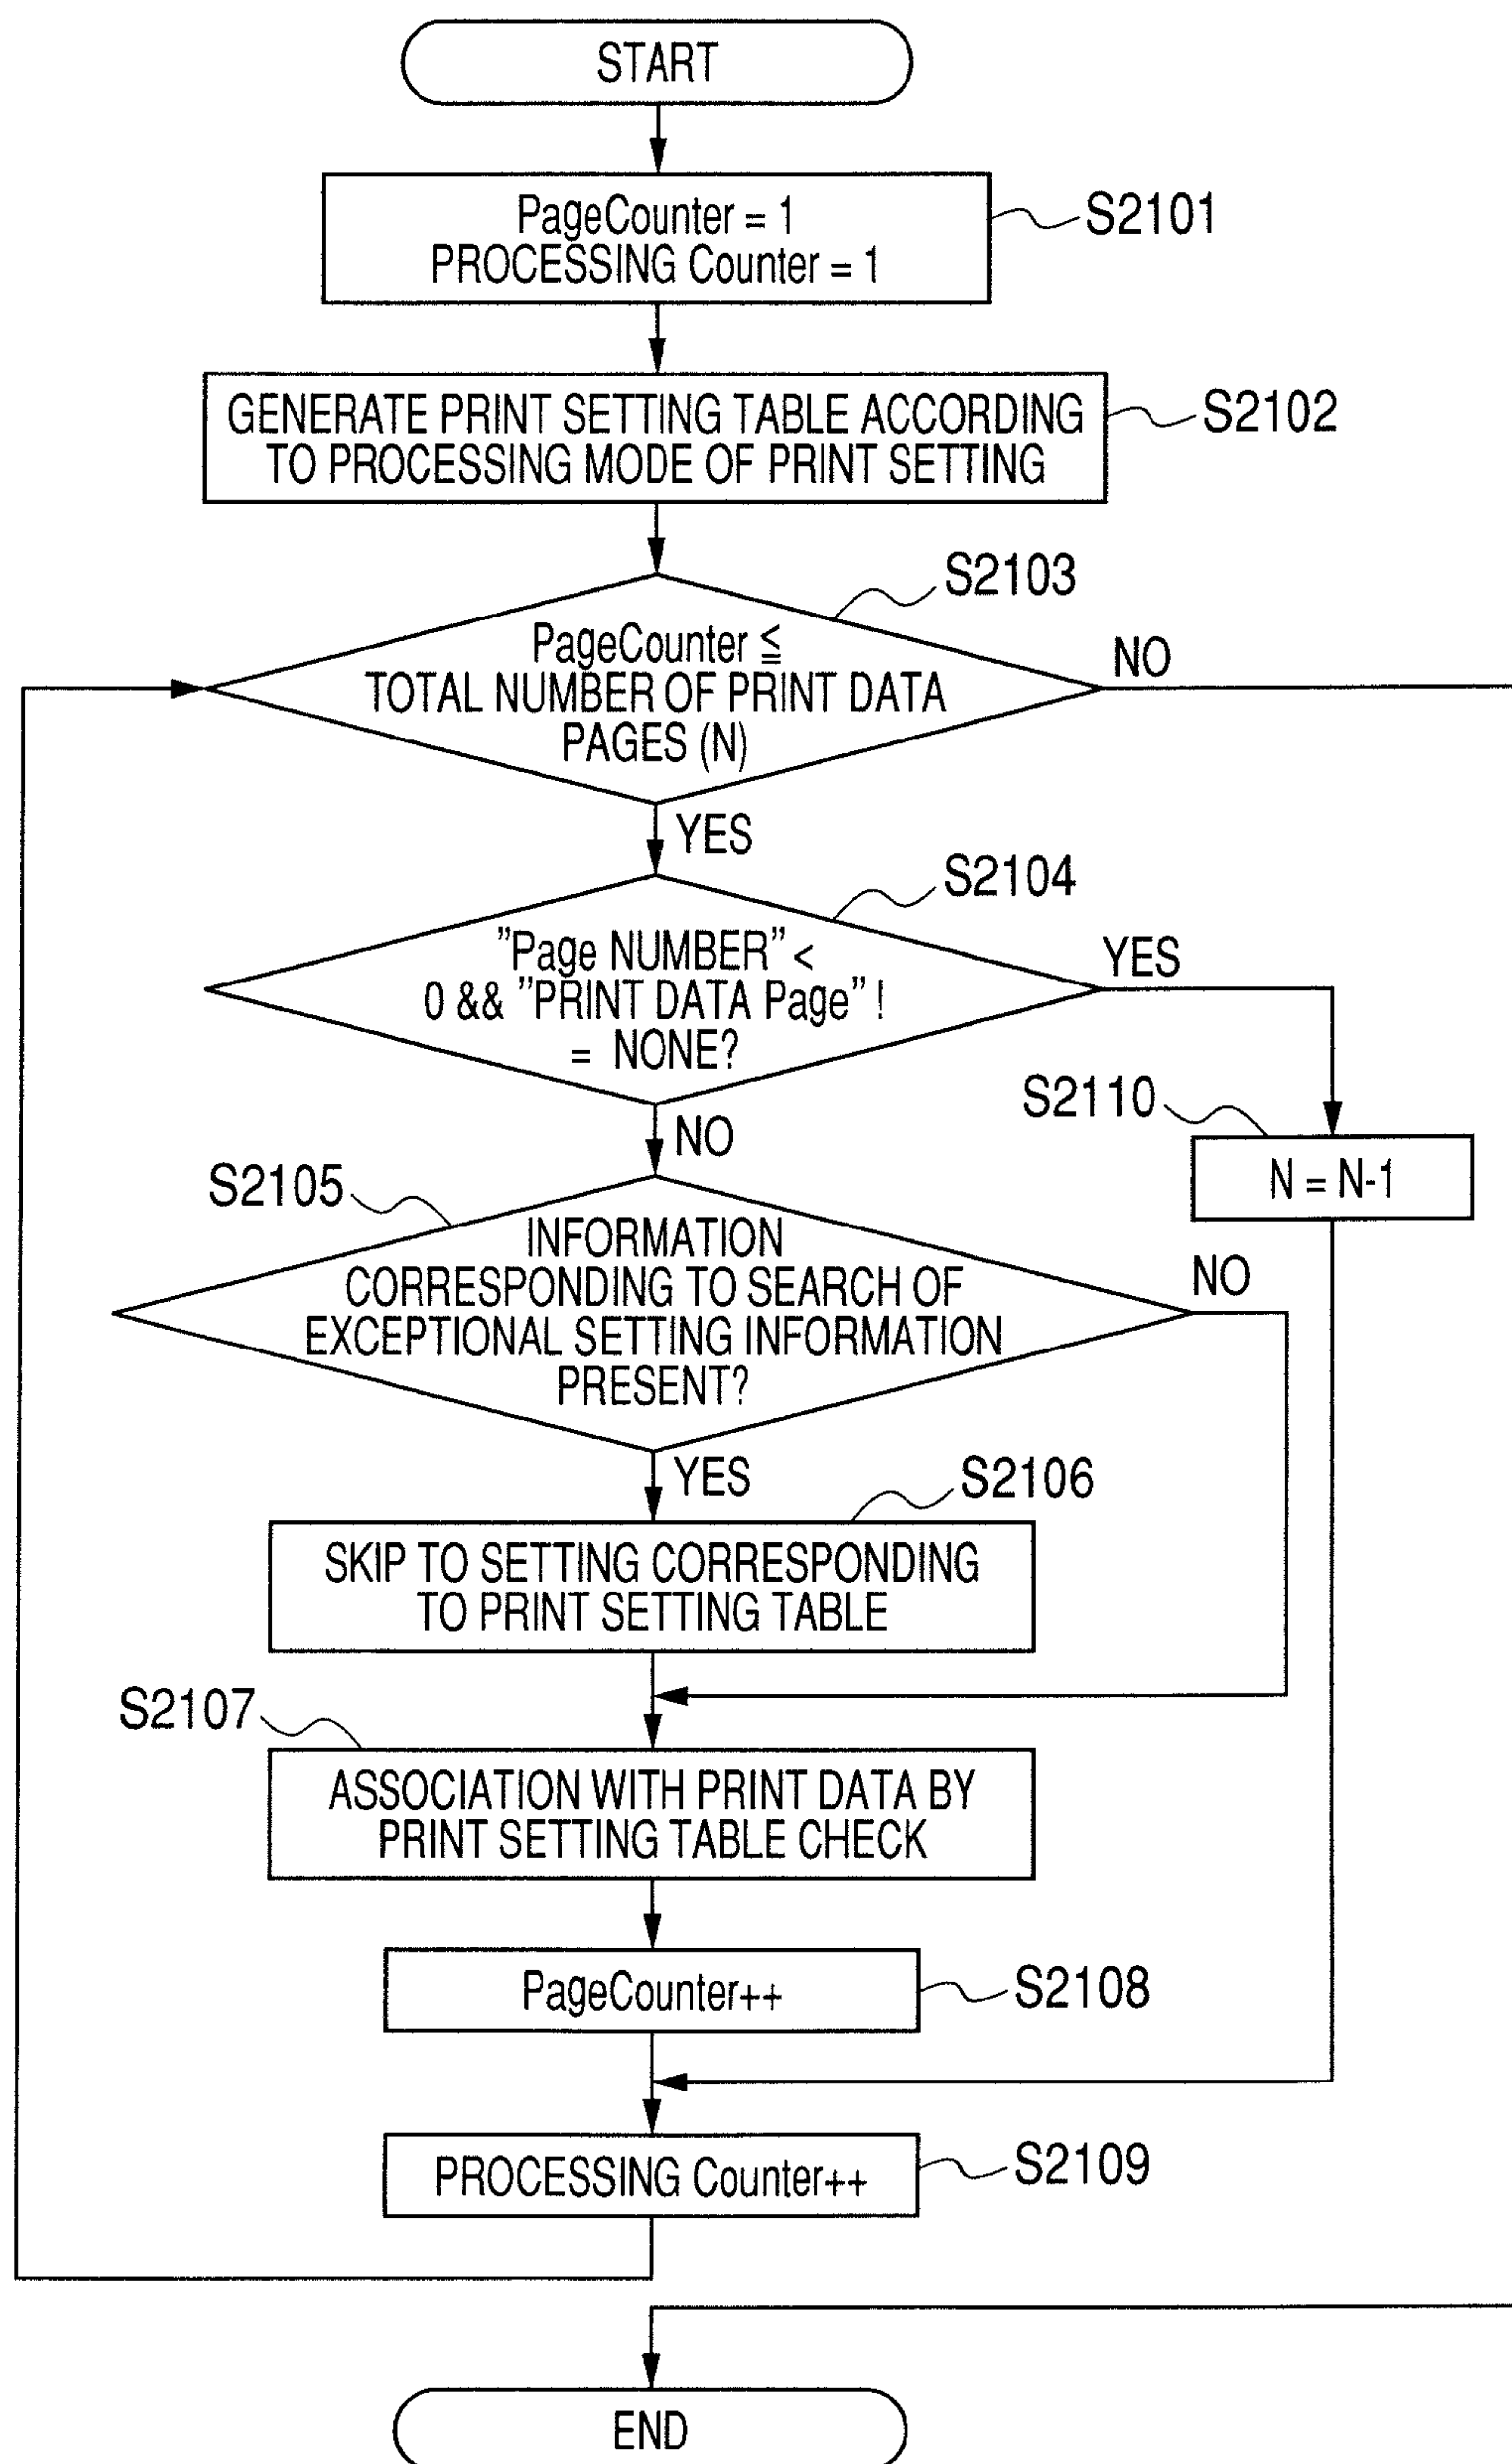 START
PageCounter = 1
PROCESSING Counter = 1
S2101
GENERATE PRINT SETTING TABLE ACCORDING
TO PROCESSING MODE OF PRINT SETTING
S2102
S2103
PageCounter ≦
TOTAL NUMBER OF PRINT DATA
PAGES (N)
NO
YES
S2104
"Page NUMBER" <
0 && "PRINT DATA Page" !
= NONE?
YES
NO
S2110
N = N-1
S2105
INFORMATION
CORRESPONDING TO SEARCH OF
EXCEPTIONAL SETTING INFORMATION
PRESENT?
NO
YES
S2106
SKIP TO SETTING CORRESPONDING
TO PRINT SETTING TABLE
S2107
ASSOCIATION WITH PRINT DATA BY
PRINT SETTING TABLE CHECK
PageCounter++
S2108
PROCESSING Counter++
S2109
END